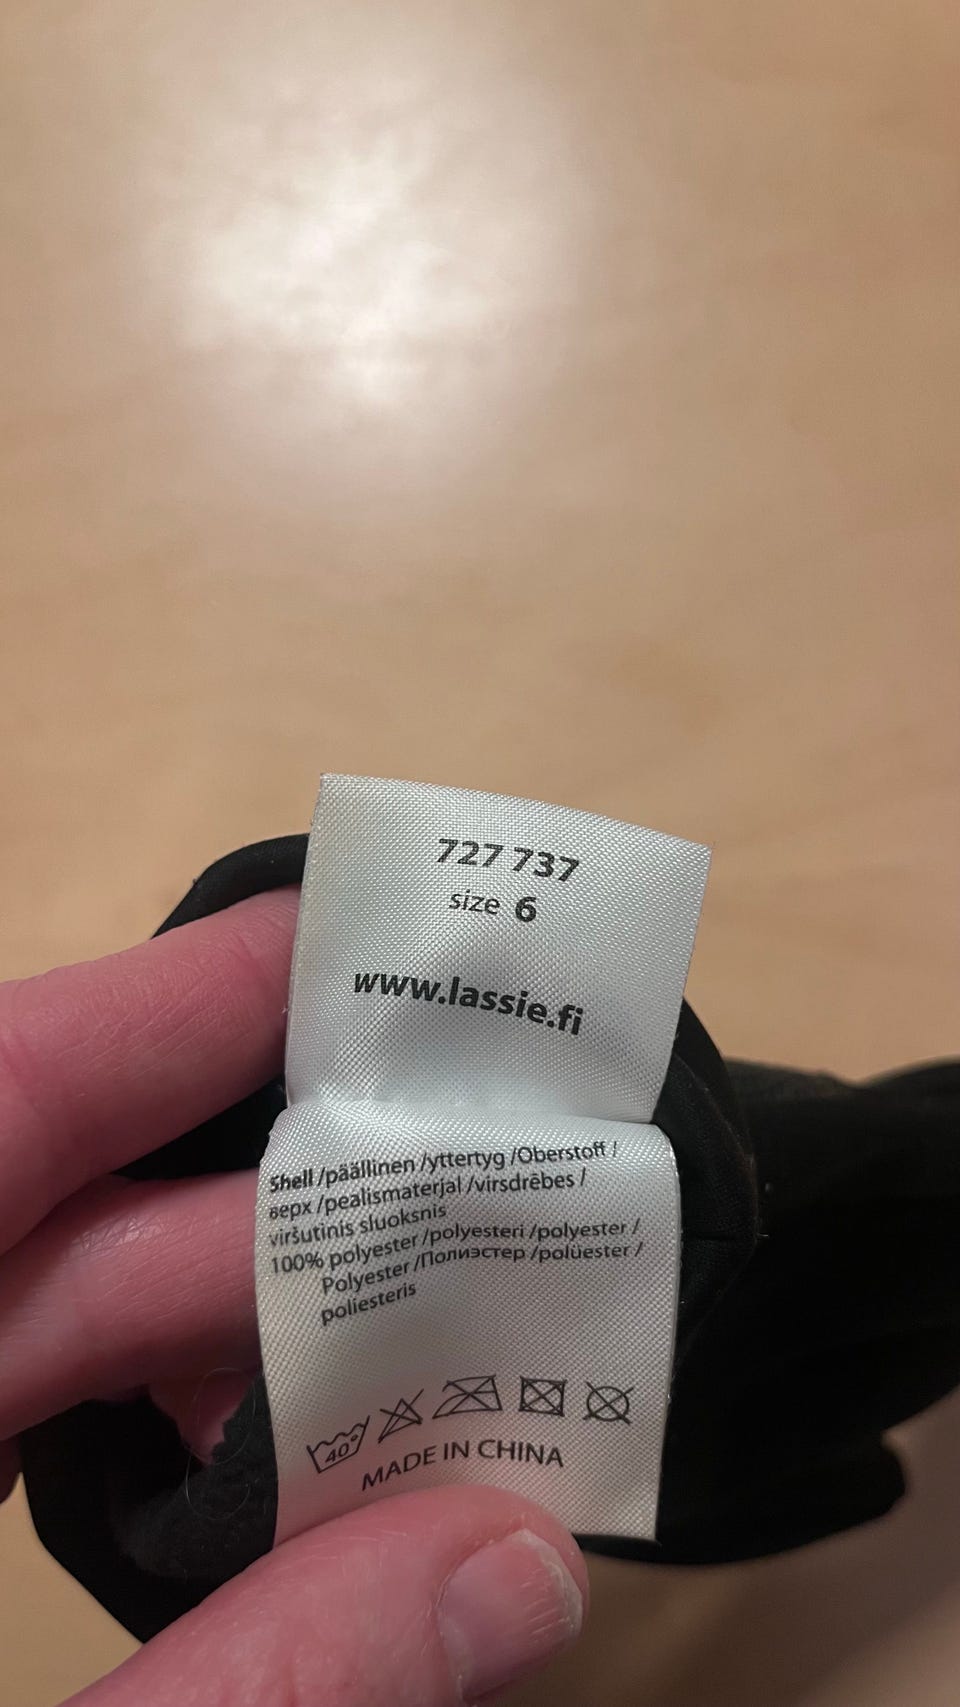 727 737
size 6
www.lassie.fi
Shell /päällinen /yttertyg /Oberstoff /
верх /pealismaterjal /virsdrēbes /
viršutinis sluoksnis
100% polyester /polyesteri /polyester /
Polyester /Полиэстер /polüester /
poliesteris
40°
MADE IN CHINA